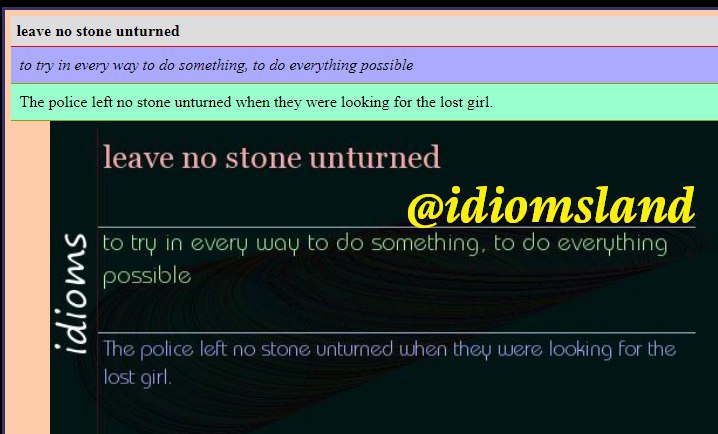 leave no stone unturned
to try in every way to do something, to do everything possible
The police left no stone unturned when they were looking for the lost girl.
leave no stone unturned
@idiomsland
idioms
to try in every way to do something, to do everything
possible
The police left no stone unturned when they were looking for the
lost girl.